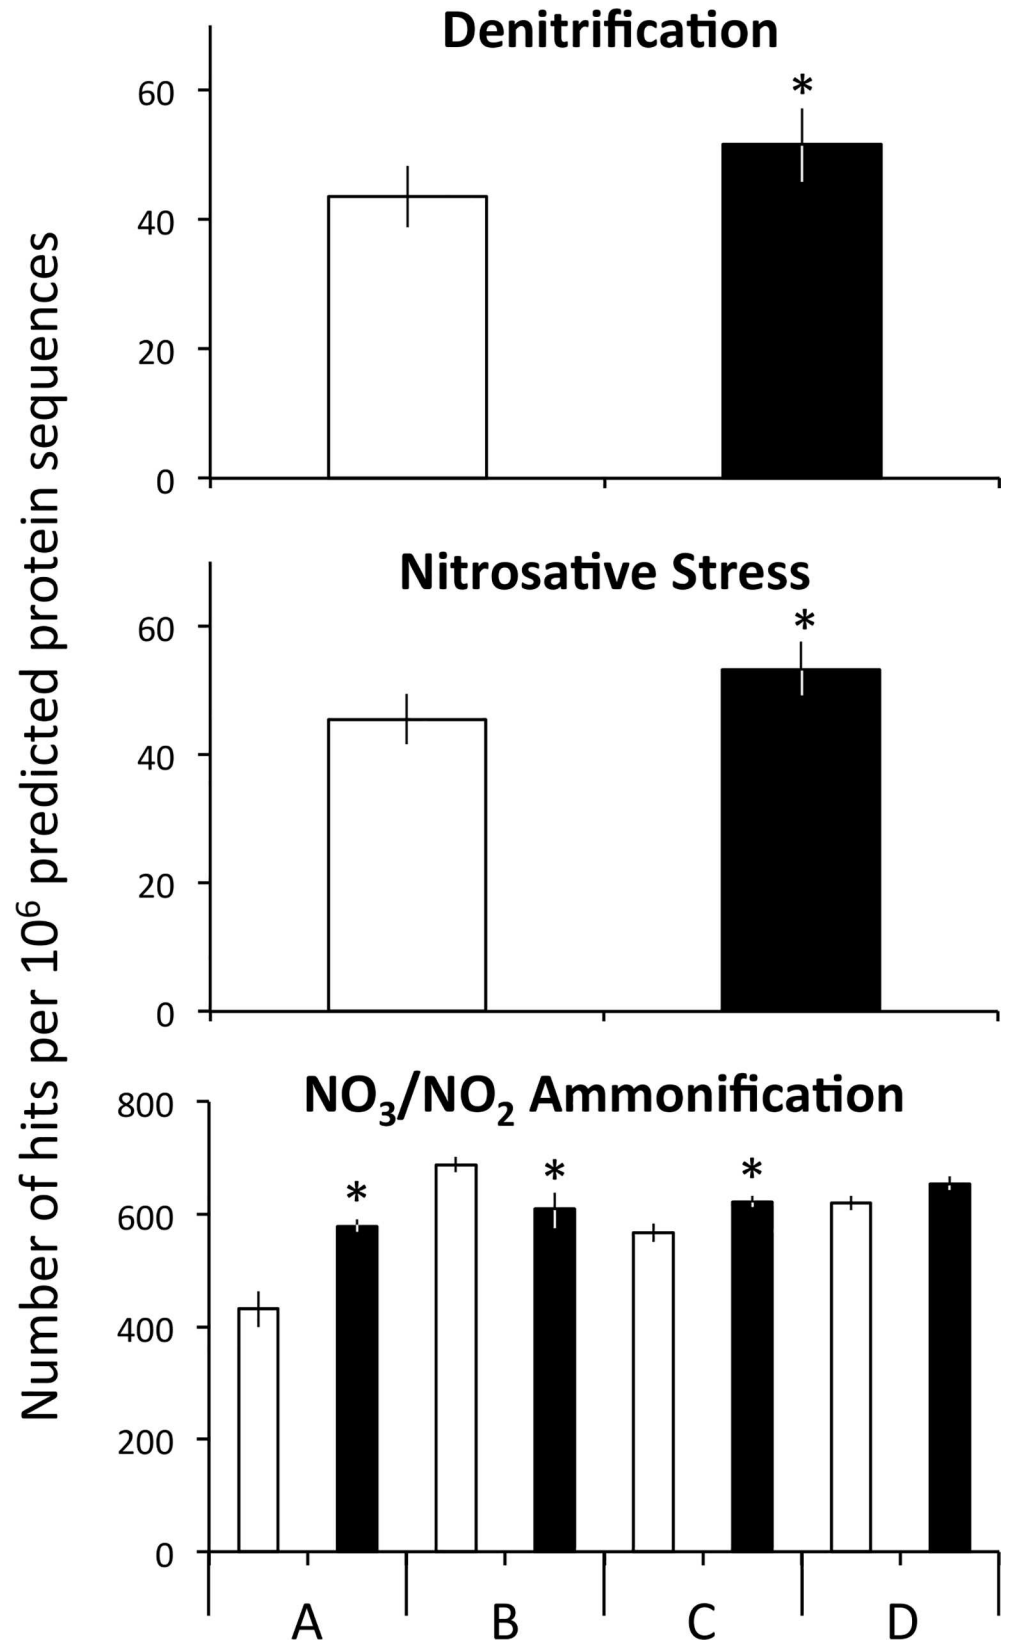 Number of hits per 10⁶ predicted protein sequences
Denitrification
*
60
40
20
0
Nitrosative Stress
*
60
40
20
0
NO₃/NO₂ Ammonification
800
600
400
200
0
* * *
A B C D